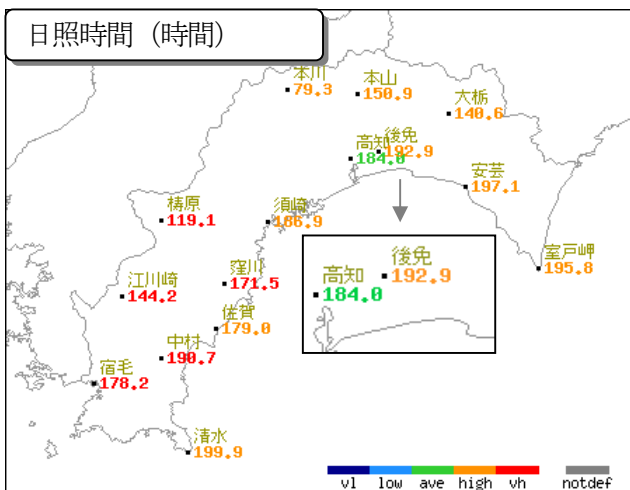 日照時間（時間）
本川
79.3
本山
150.9
大栃
140.6
高知
184.0
後免
192.9
安芸
197.1
梼原
119.1
須崎
186.9
室戸岬
195.8
江川崎
144.2
窪川
171.5
佐賀
179.0
後免
192.9
高知
184.0
中村
190.7
宿毛
178.2
清水
199.9
vl low ave high vh notdef